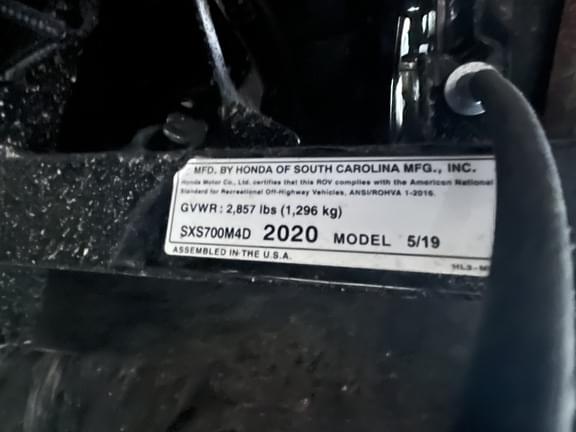 MFD. BY HONDA OF SOUTH CAROLINA MFG., INC.
Honda Motor Co., Ltd. certifies that this ROV complies with the American National
Standard for Recreational Off-Highway Vehicles, ANSI/ROHVA 1-2016.
GVWR: 2,857 lbs (1,296 kg)
SXS700M4D 2020 MODEL 5/19
ASSEMBLED IN THE U.S.A.